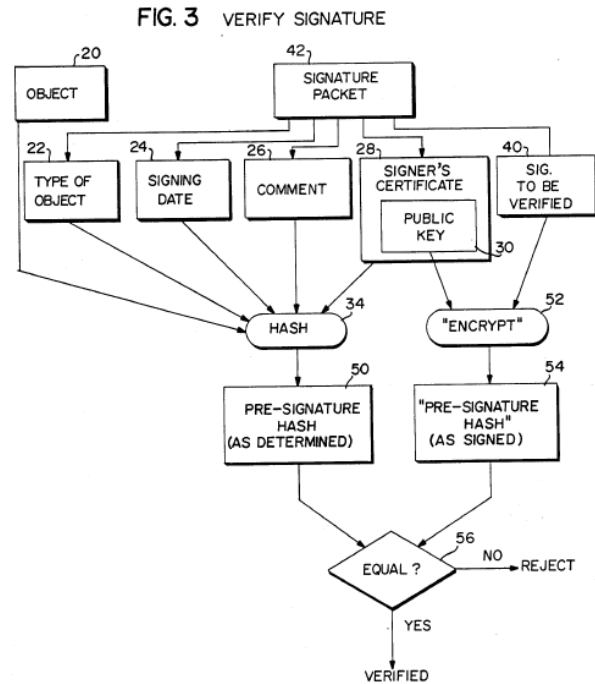 FIG. 3 VERIFY SIGNATURE
20
OBJECT
42
SIGNATURE
PACKET
22
TYPE OF
OBJECT
24
SIGNING
DATE
26
COMMENT
28
SIGNER'S
CERTIFICATE
PUBLIC
KEY
30
40
SIG.
TO BE
VERIFIED
HASH
34
"ENCRYPT"
52
50
PRE-SIGNATURE
HASH
(AS DETERMINED)
54
"PRE-SIGNATURE
HASH"
(AS SIGNED)
EQUAL ?
56
NO
REJECT
YES
VERIFIED